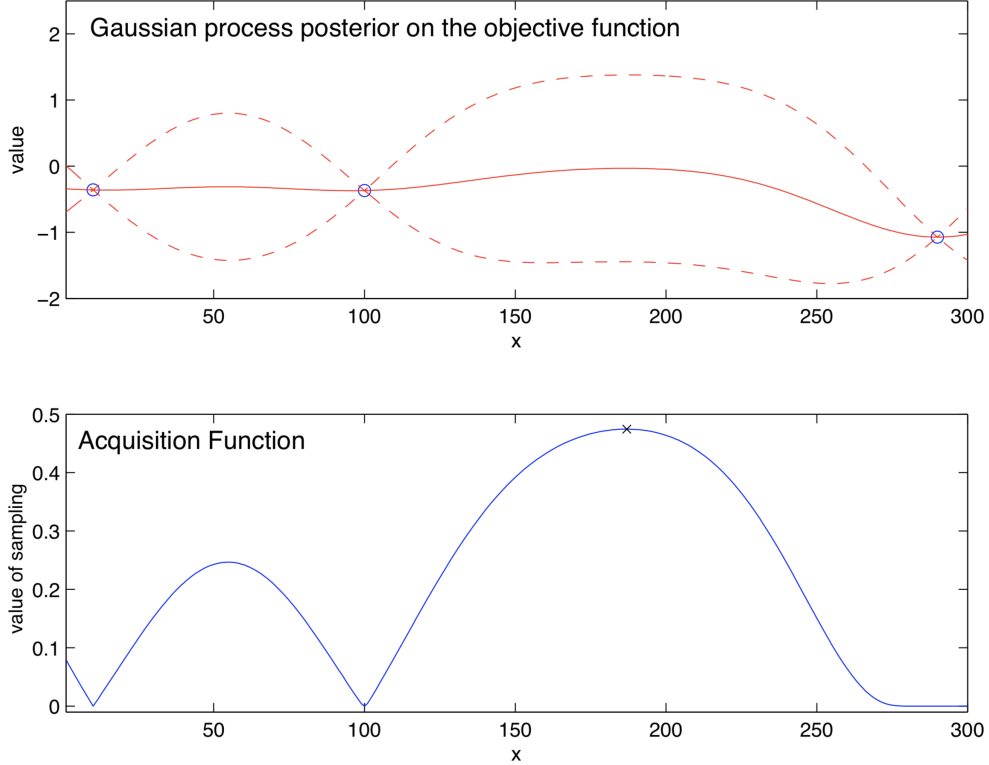 Gaussian process posterior on the objective function
2
1
0
−1
−2
value
50 100 150 200 250 300
x
Acquisition Function
0.5
0.4
0.3
0.2
0.1
0
value of sampling
50 100 150 200 250 300
x